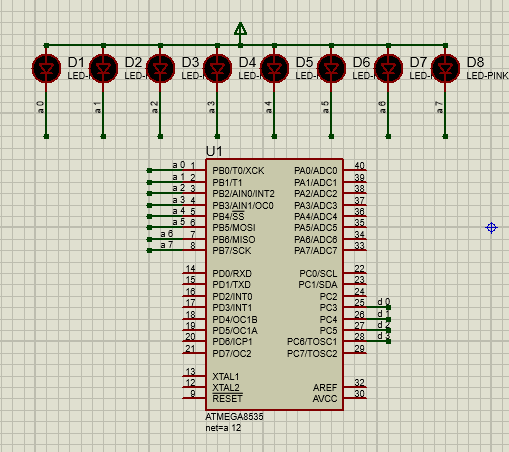 D1 D2 D3 D4 D5 D6 D7 D8
LED- LED- LED- LED- LED- LED- LED- LED-PINK
a 0 a 1 a 2 a 3 a 4 a 5 a 6 a 7
U1
a 0 1 PB0/T0/XCK PA0/ADC0 40
a 1 2 PB1/T1 PA1/ADC1 39
a 2 3 PB2/AIN0/INT2 PA2/ADC2 38
a 3 4 PB3/AIN1/OC0 PA3/ADC3 37
a 4 5 PB4/SS PA4/ADC4 36
a 5 6 PB5/MOSI PA5/ADC5 35
a 6 7 PB6/MISO PA6/ADC6 34
a 7 8 PB7/SCK PA7/ADC7 33
14 PD0/RXD PC0/SCL 22
15 PD1/TXD PC1/SDA 23
16 PD2/INT0 PC2 24
17 PD3/INT1 PC3 25 d 0
18 PD4/OC1B PC4 26 d 1
19 PD5/OC1A PC5 27 d 2
20 PD6/ICP1 PC6/TOSC1 28 d 3
21 PD7/OC2 PC7/TOSC2 29
13 XTAL1
12 XTAL2 AREF 32
9 RESET AVCC 30
ATMEGA8535
net=a 12